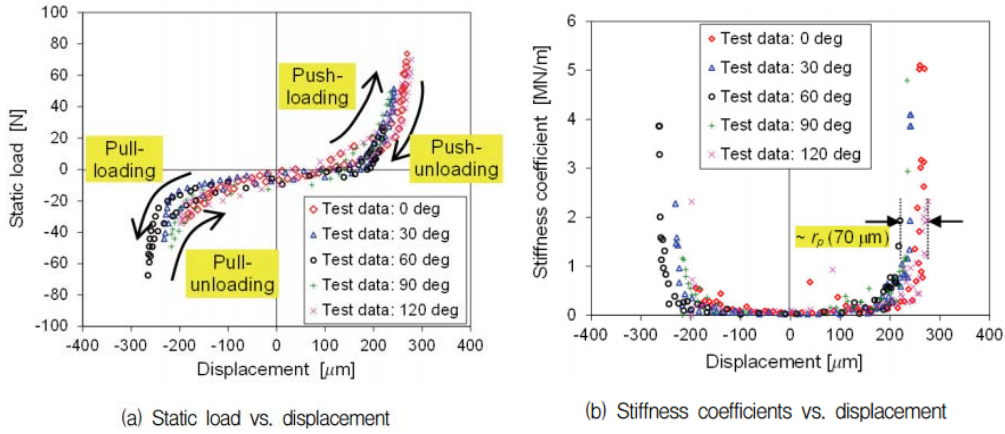 100
80
60
40
20
0
-20
-40
-60
-80
-100
Static load [N]
Push-
loading
Pull-
loading
Push-
unloading
Pull-
unloading
Test data: 0 deg
Test data: 30 deg
Test data: 60 deg
Test data: 90 deg
Test data: 120 deg
-400 -300 -200 -100 0 100 200 300 400
Displacement [μm]
(a) Static load vs. displacement
6
5
4
3
2
1
0
Stiffness coefficient [MN/m]
Test data: 0 deg
Test data: 30 deg
Test data: 60 deg
Test data: 90 deg
Test data: 120 deg
~ rp (70 μm)
-400 -300 -200 -100 0 100 200 300 400
Displacement [μm]
(b) Stiffness coefficients vs. displacement